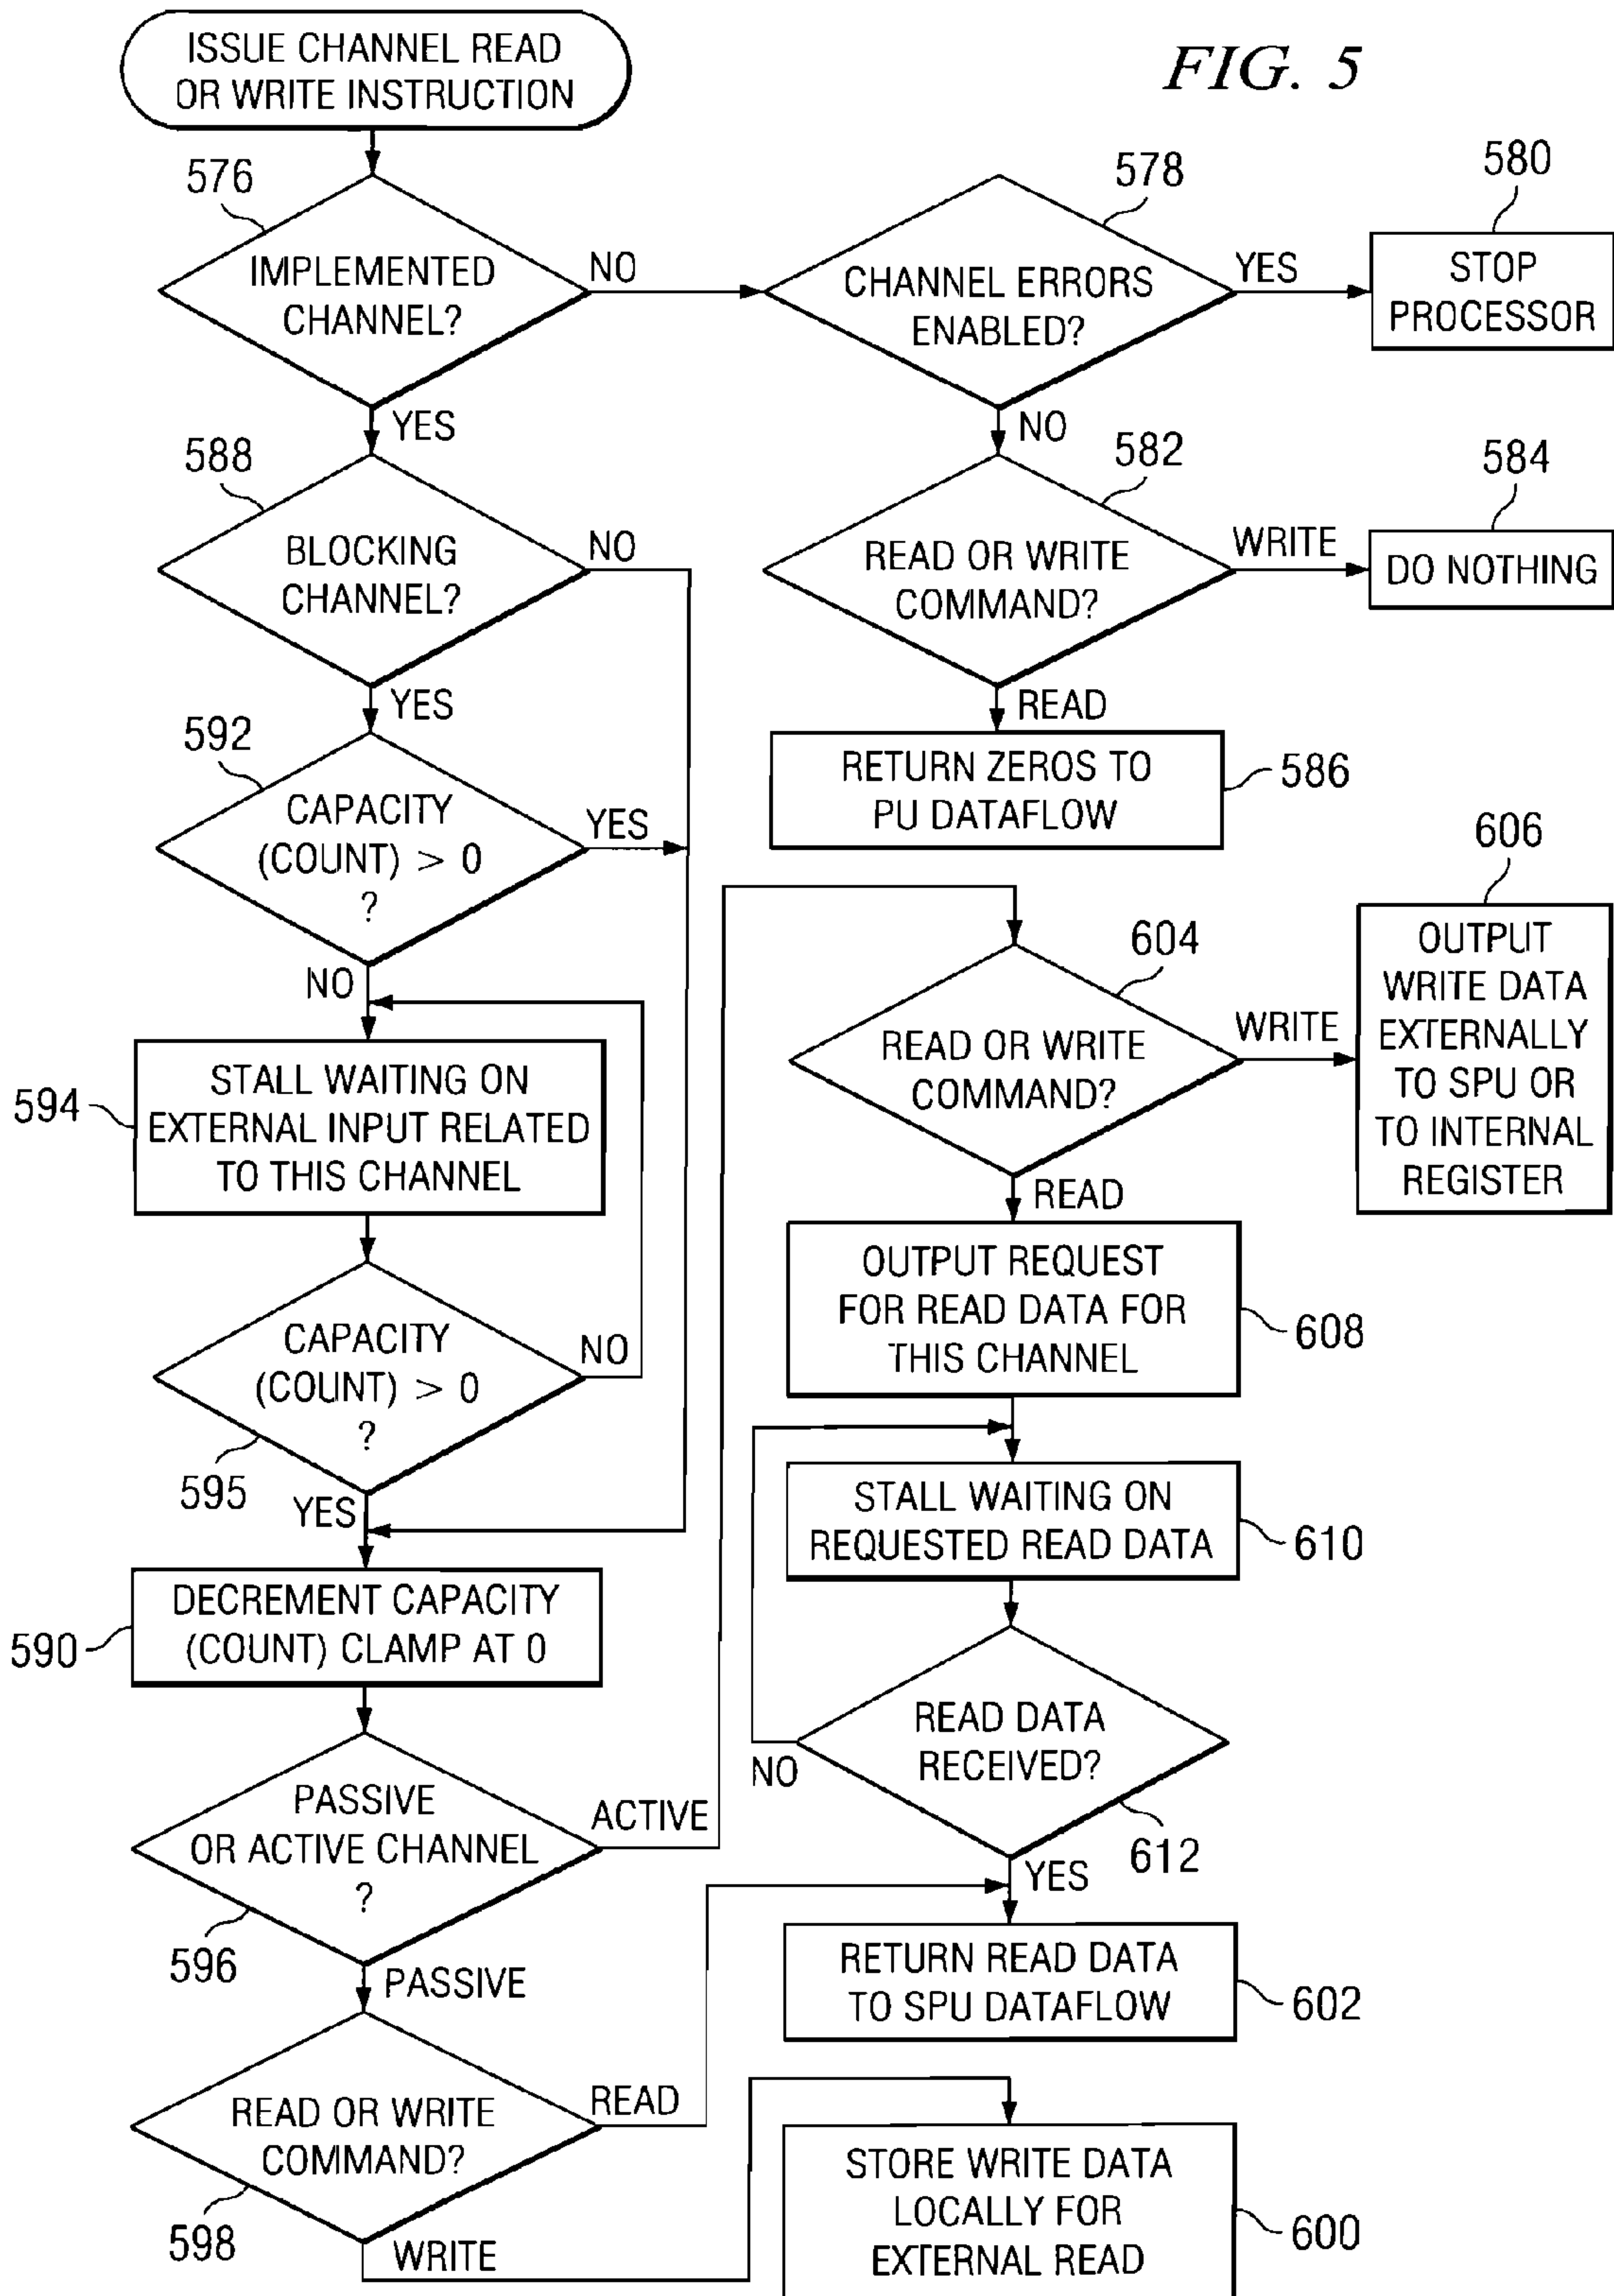 ISSUE CHANNEL READ
OR WRITE INSTRUCTION
FIG. 5
576
IMPLEMENTED
CHANNEL?
NO
YES
578
CHANNEL ERRORS
ENABLED?
YES
NO
580
STOP
PROCESSOR
588
BLOCKING
CHANNEL?
NO
YES
582
READ OR WRITE
COMMAND?
WRITE
READ
584
DO NOTHING
592
CAPACITY
(COUNT) > 0
?
YES
NO
RETURN ZEROS TO
PU DATAFLOW
586
594
STALL WAITING ON
EXTERNAL INPUT RELATED
TO THIS CHANNEL
604
READ OR WRITE
COMMAND?
WRITE
READ
606
OUTPUT
WRITE DATA
EXTERNALLY
TO SPU OR
TO INTERNAL
REGISTER
CAPACITY
(COUNT) > 0
?
NO
595
YES
OUTPUT REQUEST
FOR READ DATA FOR
THIS CHANNEL
608
STALL WAITING ON
REQUESTED READ DATA
610
590
DECREMENT CAPACITY
(COUNT) CLAMP AT 0
READ DATA
RECEIVED?
NO
612
YES
PASSIVE
OR ACTIVE CHANNEL
?
ACTIVE
596
PASSIVE
RETURN READ DATA
TO SPU DATAFLOW
602
READ OR WRITE
COMMAND?
READ
598
WRITE
STORE WRITE DATA
LOCALLY FOR
EXTERNAL READ
600